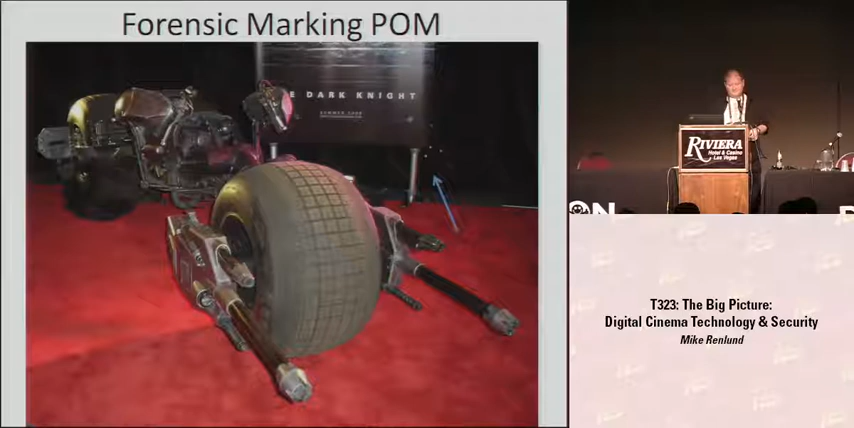 Forensic Marking POM
E DARK KNIGHT
RIVIERA
Hotel & Casino
Las Vegas
ON
T323: The Big Picture:
Digital Cinema Technology & Security
Mike Renlund